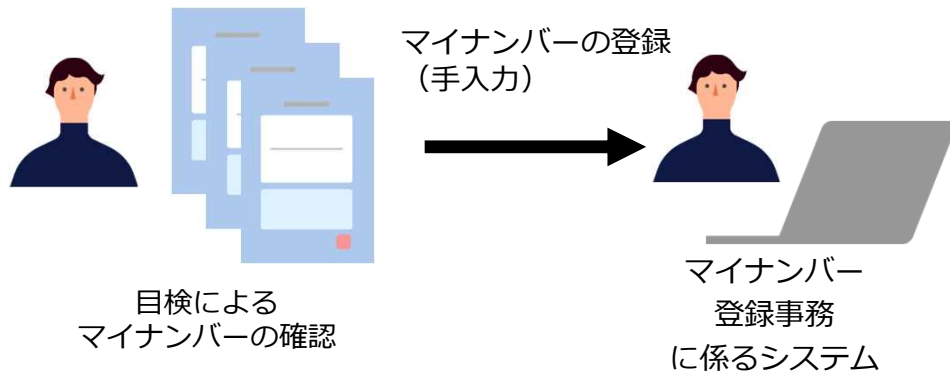 マイナンバーの登録
（手入力）
目検による
マイナンバーの確認
マイナンバー
登録事務
に係るシステム